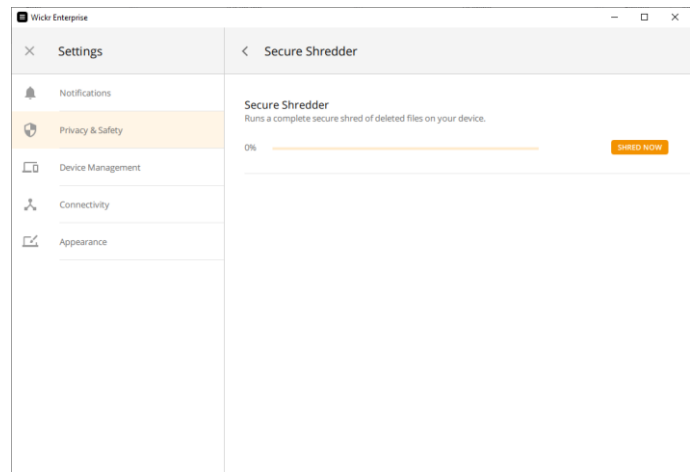 Wickr Enterprise
Settings
Secure Shredder
Notifications
Privacy & Safety
Device Management
Connectivity
Appearance
Secure Shredder
Runs a complete secure shred of deleted files on your device.
0%
SHRED NOW